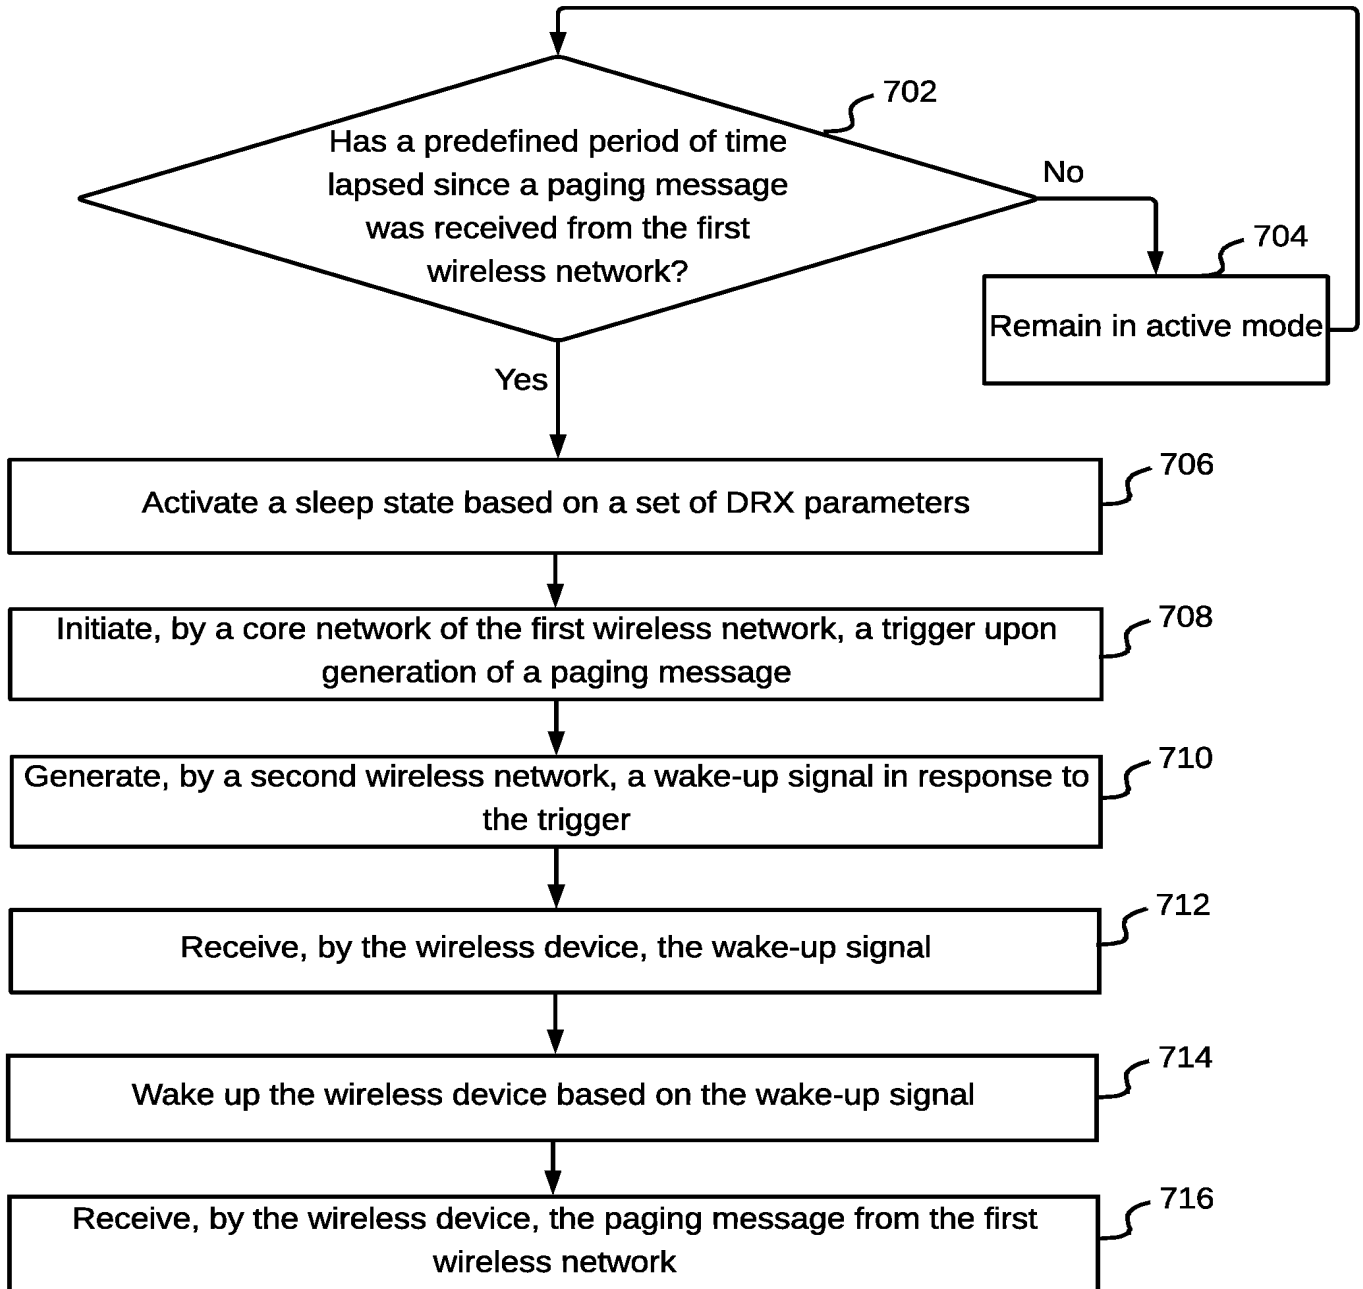 702
Has a predefined period of time
lapsed since a paging message
was received from the first
wireless network?
No
704
Remain in active mode
Yes
706
Activate a sleep state based on a set of DRX parameters
708
Initiate, by a core network of the first wireless network, a trigger upon
generation of a paging message
710
Generate, by a second wireless network, a wake-up signal in response to
the trigger
712
Receive, by the wireless device, the wake-up signal
714
Wake up the wireless device based on the wake-up signal
716
Receive, by the wireless device, the paging message from the first
wireless network